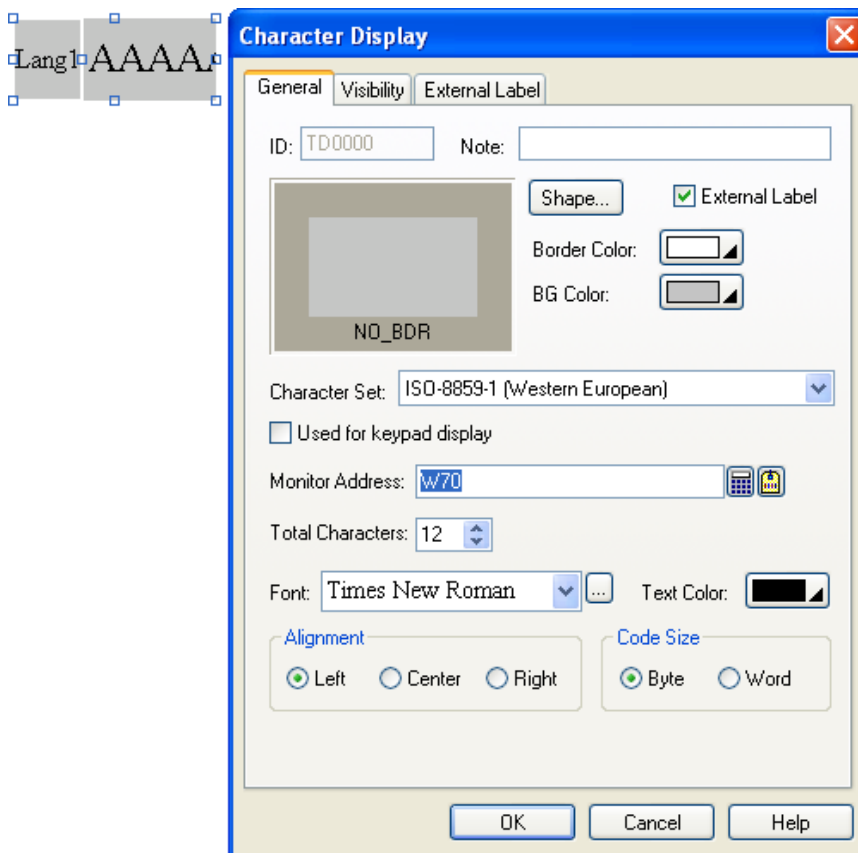 Lang1 AAAA
Character Display
General Visibility External Label
ID: TD0000 Note:
Shape... External Label
Border Color:
BG Color:
NO_BDR
Character Set: ISO-8859-1 (Western European)
Used for keypad display
Monitor Address: W70
Total Characters: 12
Font: Times New Roman ... Text Color:
Alignment Code Size
Left Center Right Byte Word
OK Cancel Help